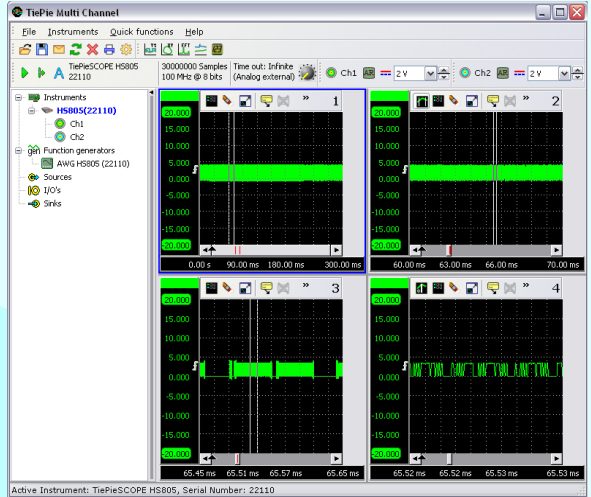 TiePie Multi Channel
File Instruments Quick functions Help
TiePieSCOPE HS805
22110
30000000 Samples
100 MHz @ 8 bits
Time out: Infinite
(Analog external)
Ch1 AR 2 V
Ch2 AR 2 V
Instruments
HS805(22110)
Ch1
Ch2
gen Function generators
AWG HS805 (22110)
Sources
I/O's
Sinks
» 1
20.000
15.000
10.000
5.000
0.000
-5.000
-10.000
-15.000
-20.000
0.00 s 90.00 ms 180.00 ms 300.00 ms
» 2
20.000
15.000
10.000
5.000
0.000
-5.000
-10.000
-15.000
-20.000
60.00 ms 63.00 ms 66.00 ms 70.00 ms
» 3
20.000
15.000
10.000
5.000
0.000
-5.000
-10.000
-15.000
-20.000
65.45 ms 65.51 ms 65.57 ms 65.65 ms
» 4
20.000
15.000
10.000
5.000
0.000
-5.000
-10.000
-15.000
-20.000
65.52 ms 65.52 ms 65.53 ms 65.53 ms
Active Instrument: TiePieSCOPE HS805, Serial Number: 22110